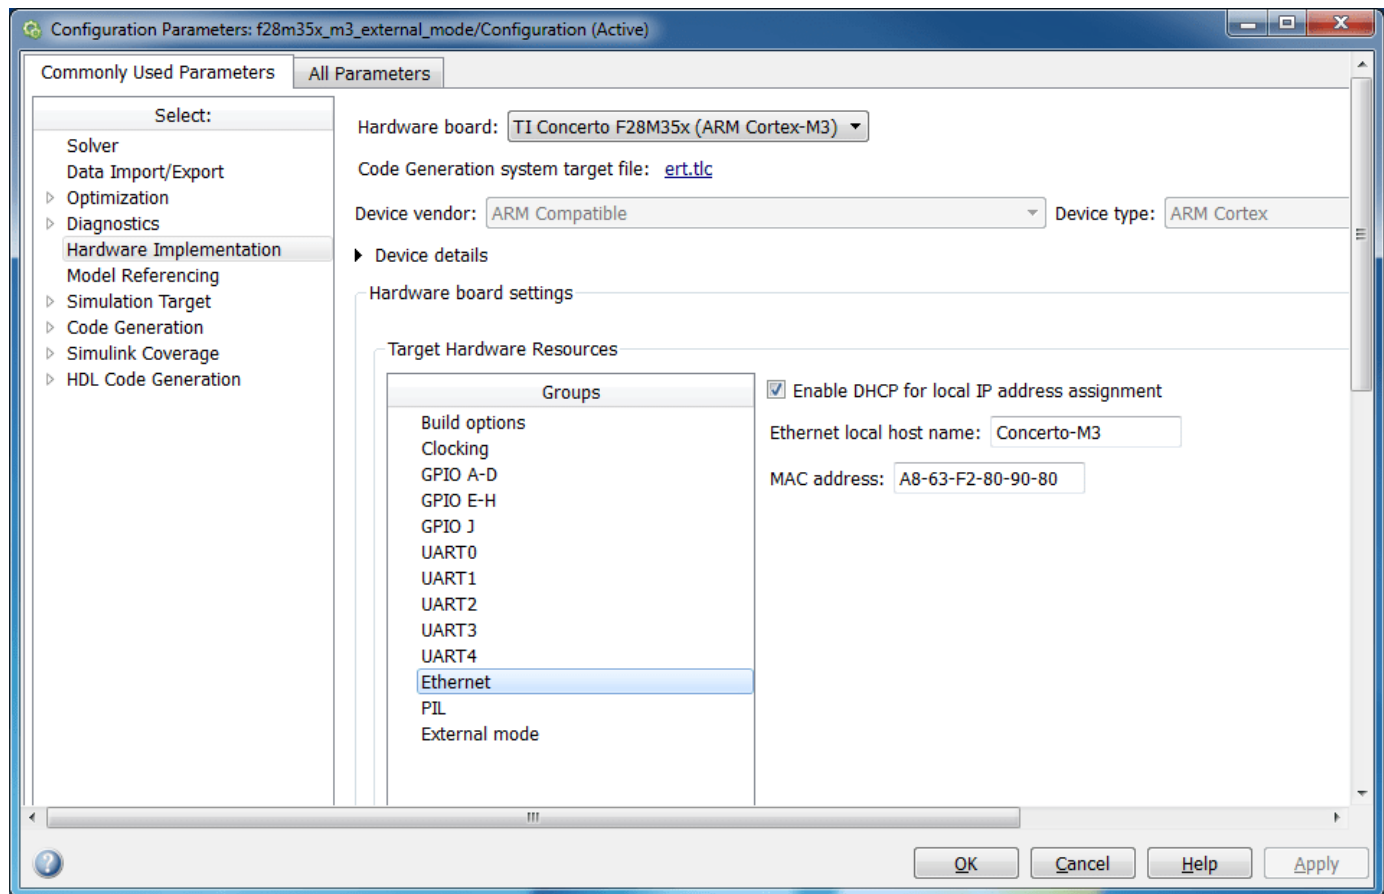 Configuration Parameters: f28m35x_m3_external_mode/Configuration (Active)
Commonly Used Parameters
All Parameters
Select:
Solver
Data Import/Export
Optimization
Diagnostics
Hardware Implementation
Model Referencing
Simulation Target
Code Generation
Simulink Coverage
HDL Code Generation
Hardware board: TI Concerto F28M35x (ARM Cortex-M3)
Code Generation system target file: ert.tlc
Device vendor: ARM Compatible Device type: ARM Cortex
Device details
Hardware board settings
Target Hardware Resources
Groups
Build options
Clocking
GPIO A-D
GPIO E-H
GPIO J
UART0
UART1
UART2
UART3
UART4
Ethernet
PIL
External mode
Enable DHCP for local IP address assignment
Ethernet local host name: Concerto-M3
MAC address: A8-63-F2-80-90-80
OK
Cancel
Help
Apply